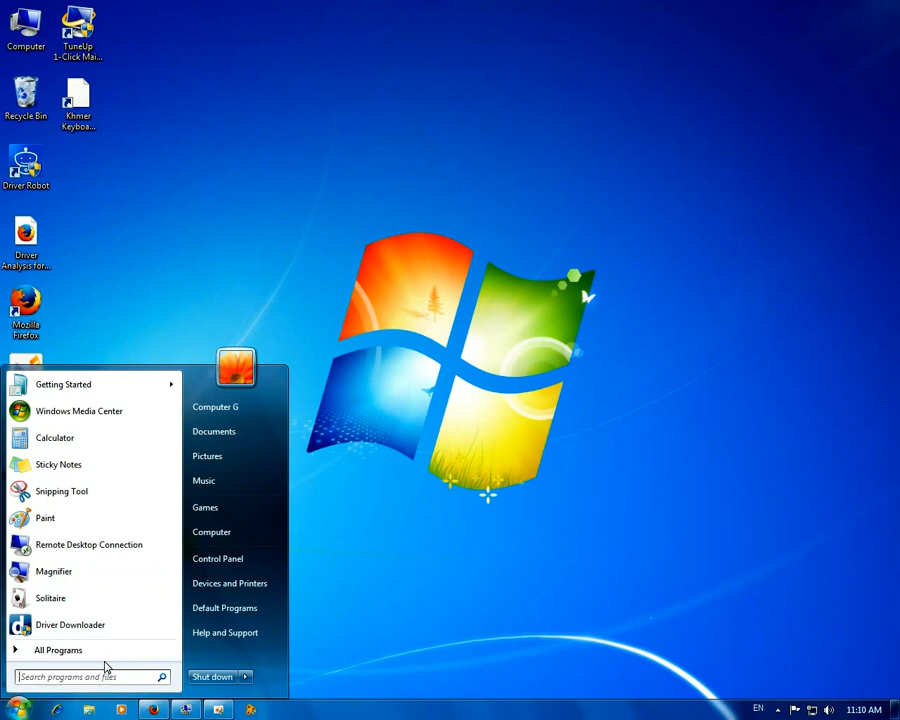 Computer
TuneUp
1-Click Mai...
Recycle Bin
Khmer
Keyboa...
Driver Robot
Driver
Analysis for...
Mozilla
Firefox
Getting Started
Windows Media Center
Calculator
Sticky Notes
Snipping Tool
Paint
Remote Desktop Connection
Magnifier
Solitaire
Driver Downloader
All Programs
Search programs and files
Computer G
Documents
Pictures
Music
Games
Computer
Control Panel
Devices and Printers
Default Programs
Help and Support
Shut down
EN
11:10 AM